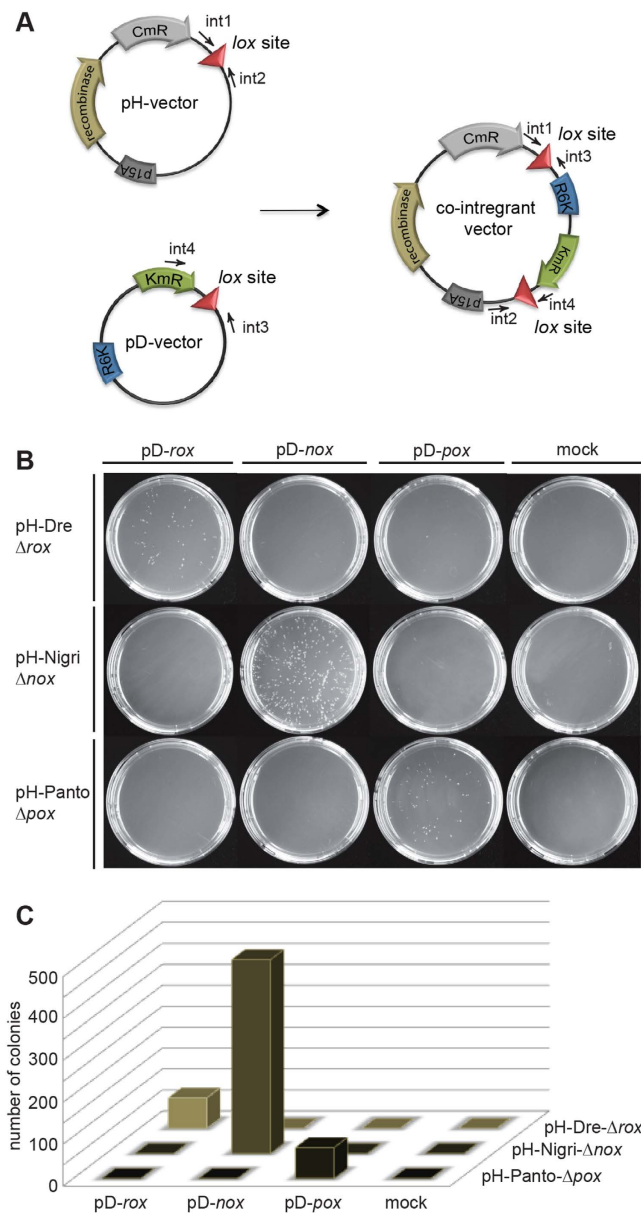 A
CmR
int1
lox site
int2
recombinase
pH-vector
p15A
int4
KmR
lox site
int3
pD-vector
R6K
CmR
int1
lox site
int3
R6K
co-intregrant
vector
recombinase
KmR
p15A
int2
int4
lox site
B
pD-rox pD-nox pD-pox mock
pH-Dre
Δrox
pH-Nigri
Δnox
pH-Panto
Δpox
C
number of colonies
500
400
300
200
100
0
pH-Dre-Δrox
pH-Nigri-Δnox
pH-Panto-Δpox
pD-rox pD-nox pD-pox mock